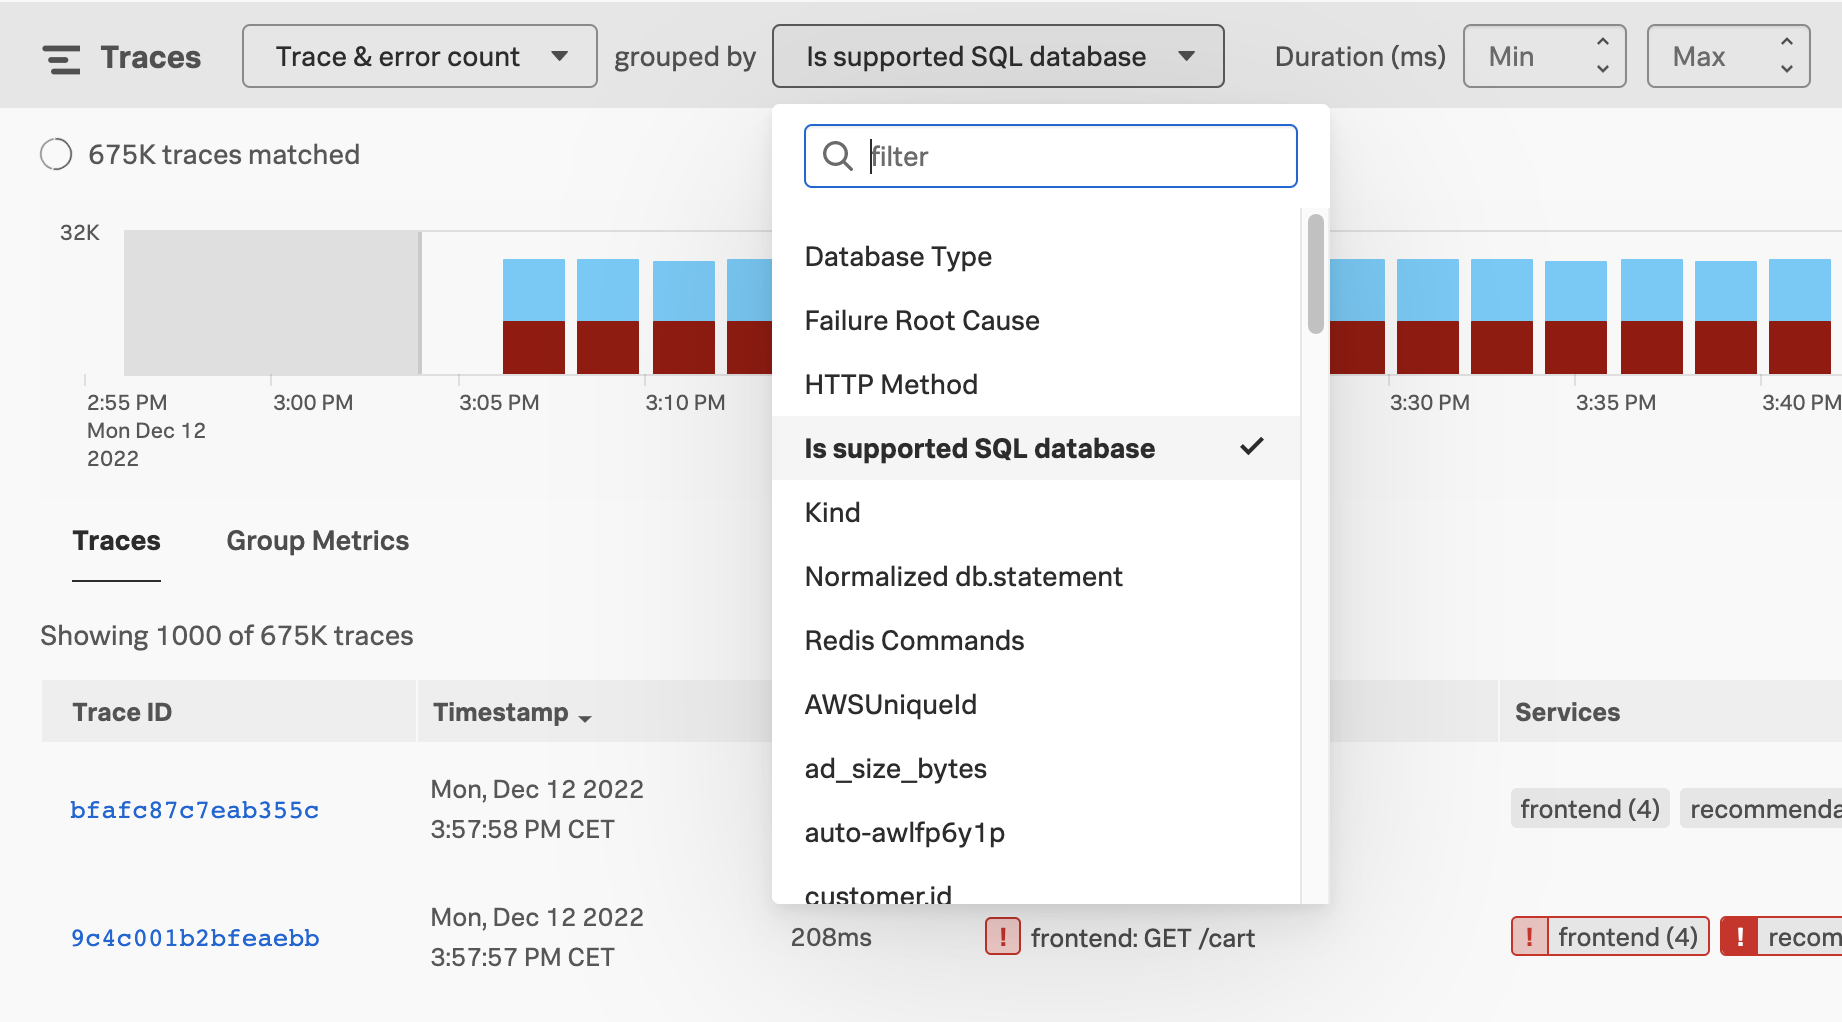 Traces
Trace & error count
grouped by
Is supported SQL database
Duration (ms)
Min
Max
675K traces matched
filter
32K
2:55 PM
Mon Dec 12
2022
3:00 PM
3:05 PM
3:10 PM
3:30 PM
3:35 PM
3:40 PM
Database Type
Failure Root Cause
HTTP Method
Is supported SQL database
Kind
Normalized db.statement
Redis Commands
AWSUniqueId
ad_size_bytes
auto-awlfp6y1p
customer.id
Traces
Group Metrics
Showing 1000 of 675K traces
Trace ID
Timestamp
Services
bfafc87c7eab355c
Mon, Dec 12 2022
3:57:58 PM CET
frontend (4)
recommenda
9c4c001b2bfeaebb
Mon, Dec 12 2022
3:57:57 PM CET
208ms
! frontend: GET /cart
! frontend (4)
! recom